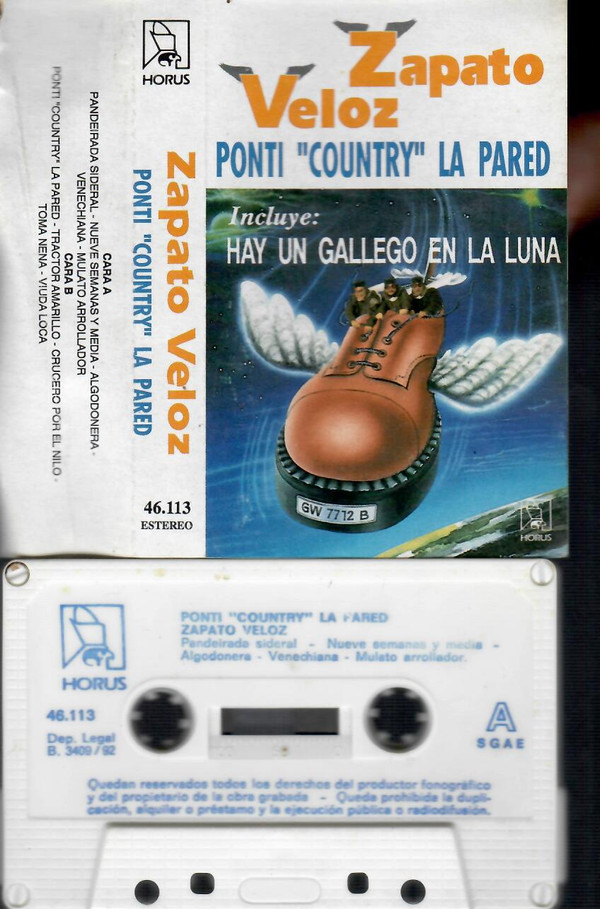 HORUS
PANDEIRADA SIDERAL - NUEVE SEMANAS Y MEDIA - ALGODONERA -
VENECHIANA - MULATO ARROLLADOR
CARA A
CARA B
PONTI "COUNTRY" LA PARED - TRACTOR AMARILLO - CRUCERO POR EL NILO -
TOMA NENA - VIUDA LOCA
Zapato Veloz
PONTI "COUNTRY" LA PARED
46.113
ESTEREO
Zapato
Veloz
PONTI "COUNTRY" LA PARED
Incluye:
HAY UN GALLEGO EN LA LUNA
GW 7712 B
HORUS
PONTI "COUNTRY" LA PARED
ZAPATO VELOZ
Pandeirada sideral - Nueve semanas y media -
Algodonera - Venechiana - Mulato arrollador.
HORUS
46.113
Dep. Legal
B. 3409/92
A
SGAE
Quedan reservados todos los derechos del productor fonográfico
y del propietario de la obra grabada - Queda prohibida la dupli-
cación, alquiler o préstamo y la ejecución pública o radiodifusión.